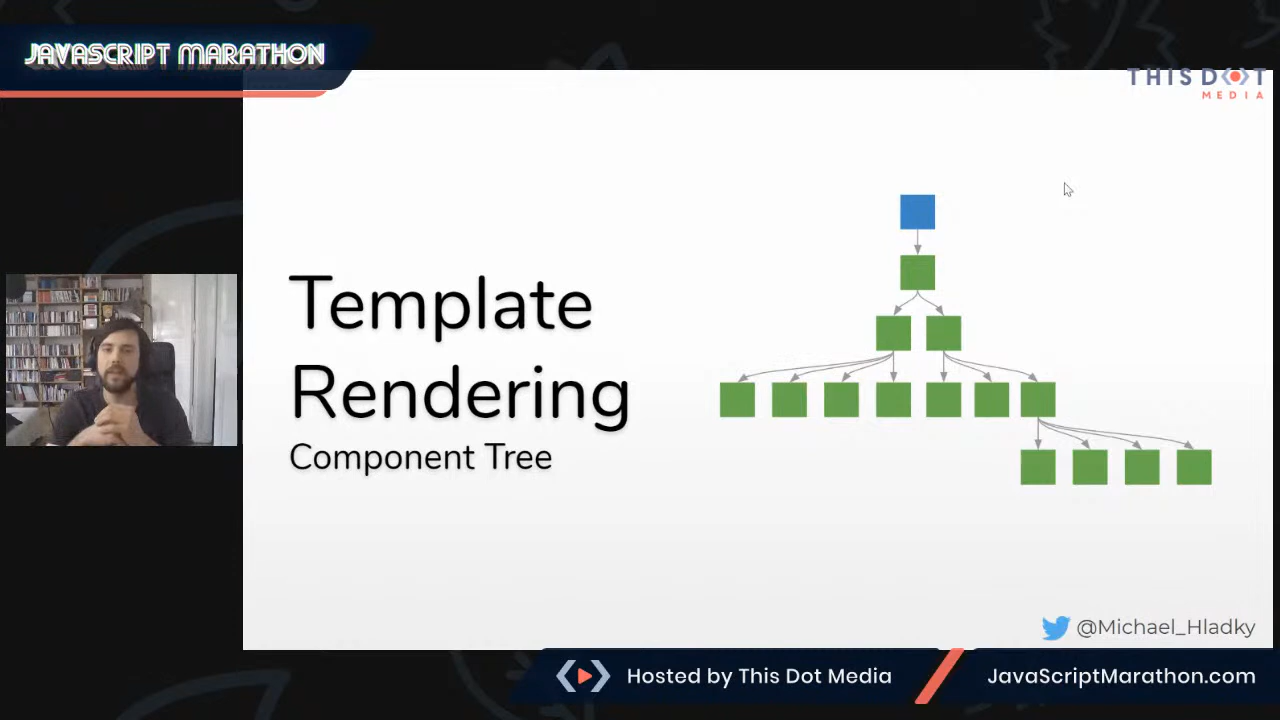 JAVASCRIPT MARATHON
THIS DOT
MEDIA
Template
Rendering
Component Tree
@Michael_Hladky
Hosted by This Dot Media
JavaScriptMarathon.com